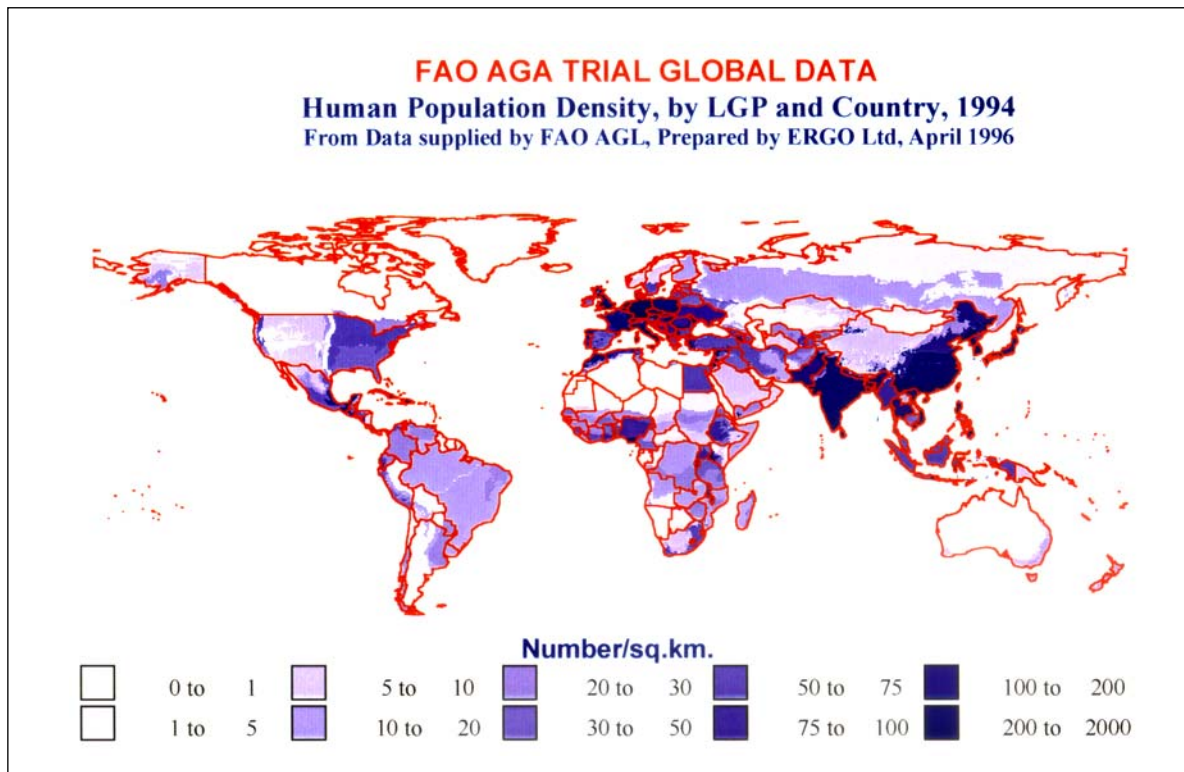 FAO AGA TRIAL GLOBAL DATA
Human Population Density, by LGP and Country, 1994
From Data supplied by FAO AGL, Prepared by ERGO Ltd, April 1996
Number/sq.km.
0 to 1 5 to 10 20 to 30 50 to 75 100 to 200
1 to 5 10 to 20 30 to 50 75 to 100 200 to 2000